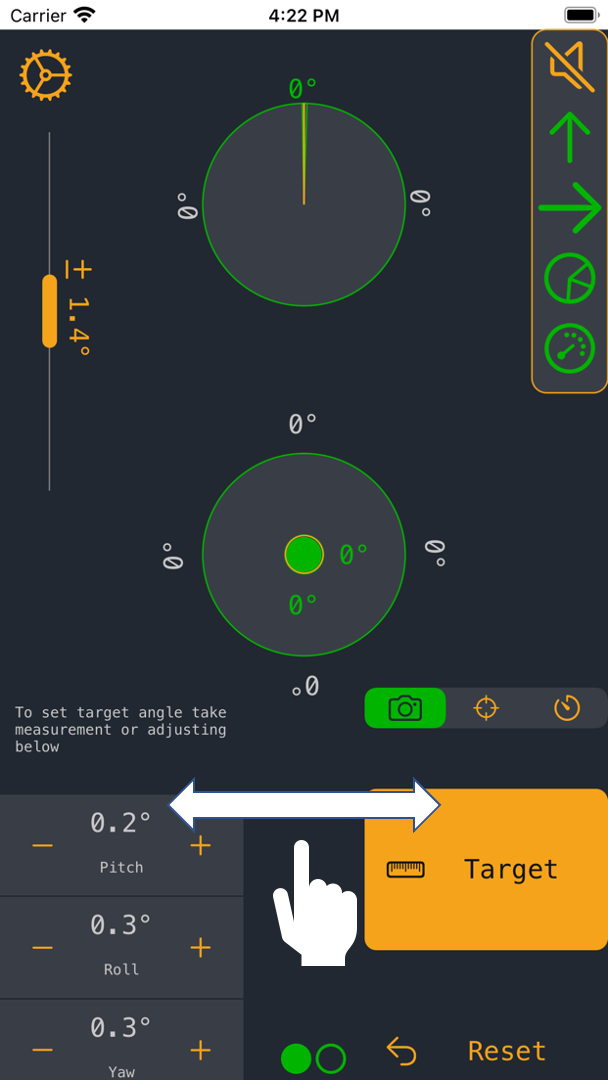 Carrier
4:22 PM
0°
0°
0°
± 1.4°
0°
0°
0°
0°
0°
0°
To set target angle take
measurement or adjusting
below
− 0.2° +
Pitch
Target
− 0.3° +
Roll
− 0.3° +
Yaw
Reset